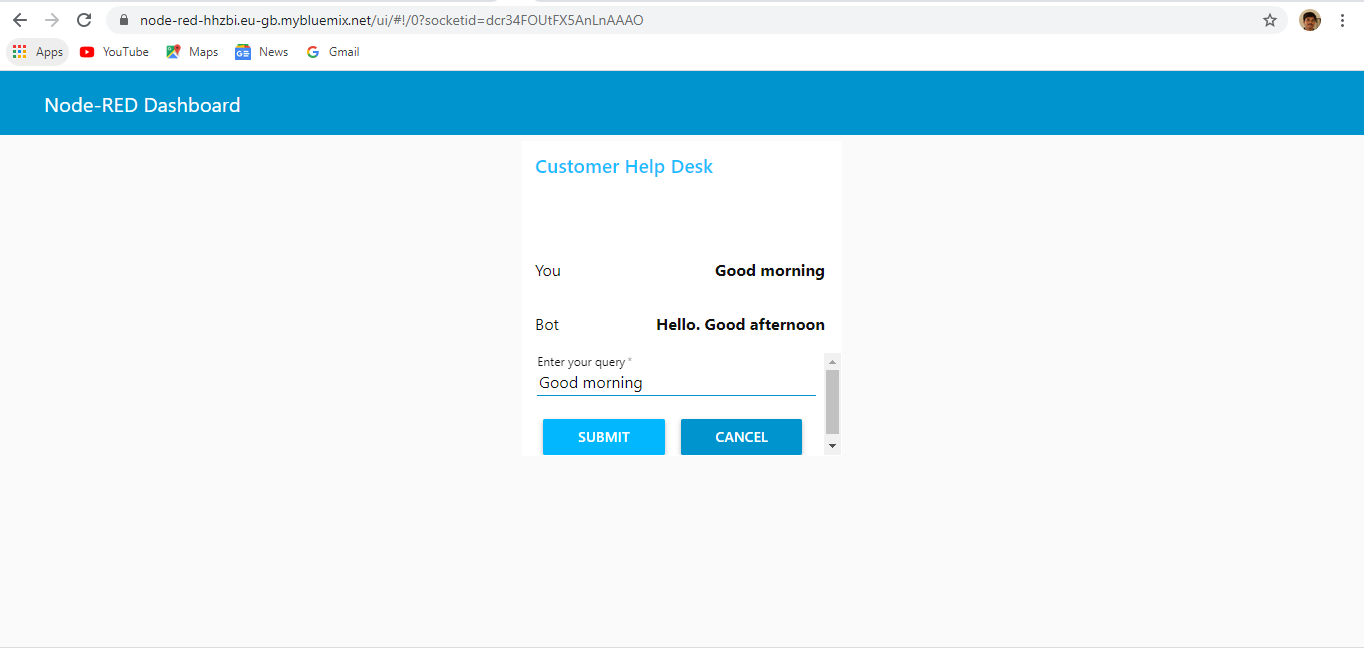 node-red-hhzbi.eu-gb.mybluemix.net/ui/#!/0?socketid=dcr34FOUtFX5AnLnAAAO
Apps YouTube Maps News Gmail
Node-RED Dashboard
Customer Help Desk
You Good morning
Bot Hello. Good afternoon
Enter your query *
Good morning
SUBMIT CANCEL